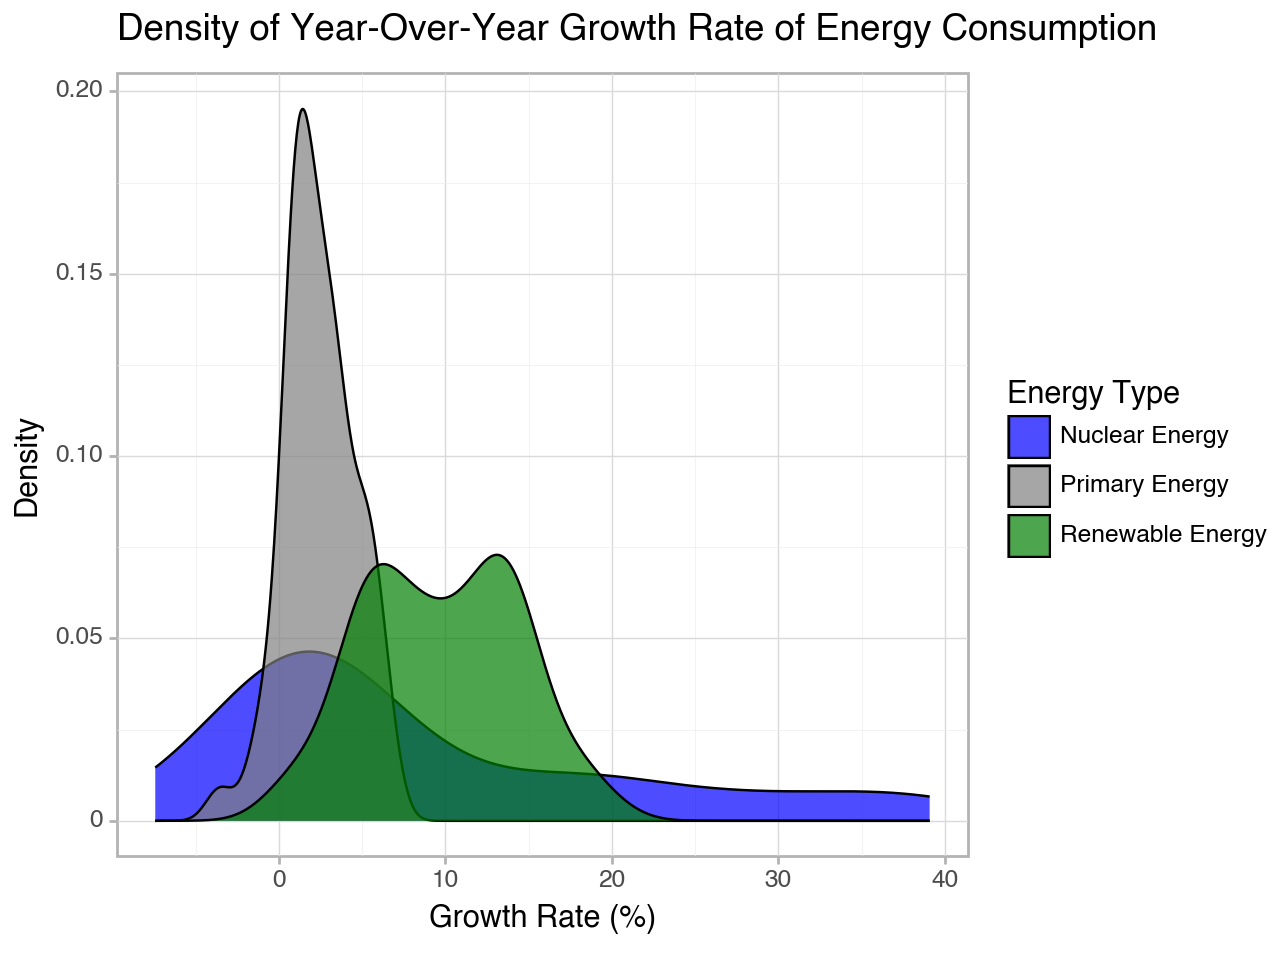 Density of Year-Over-Year Growth Rate of Energy Consumption
0.20
0.15
0.10
0.05
0
Density
0 10 20 30 40
Growth Rate (%)
Energy Type
Nuclear Energy
Primary Energy
Renewable Energy